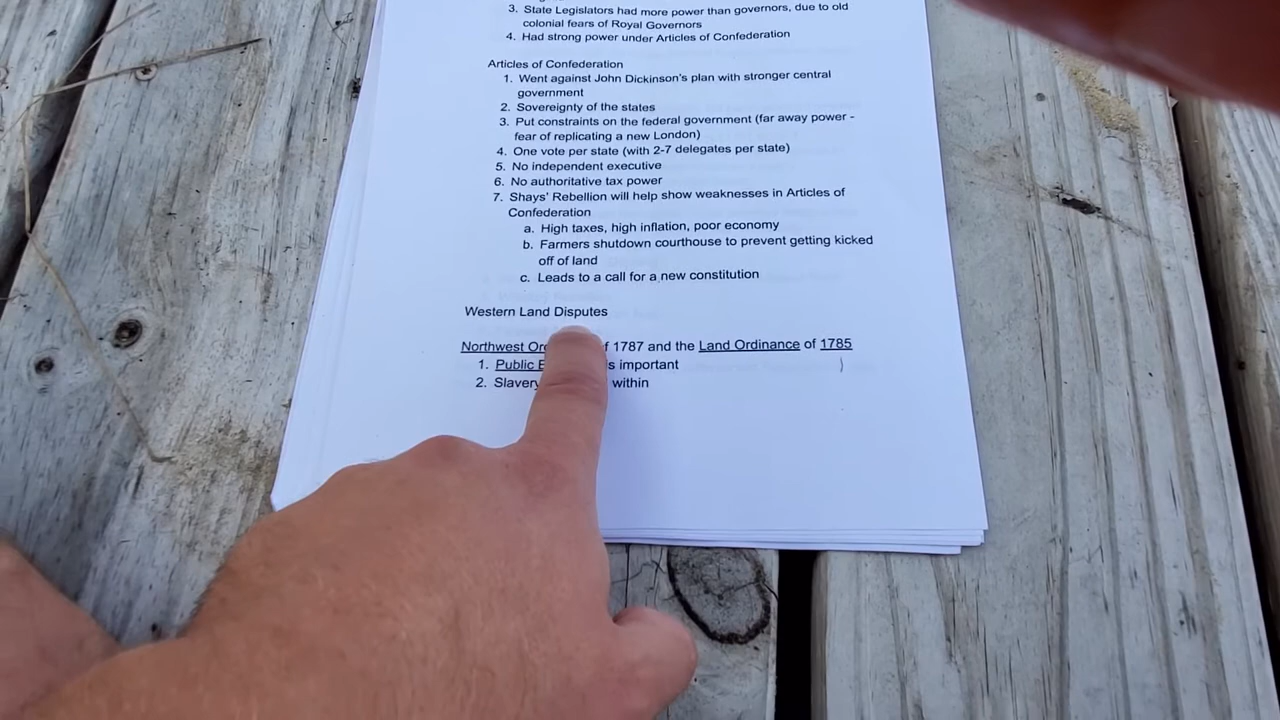 3. State Legislators had more power than governors, due to old
colonial fears of Royal Governors
4. Had strong power under Articles of Confederation
Articles of Confederation
1. Went against John Dickinson's plan with stronger central
government
2. Sovereignty of the states
3. Put constraints on the federal government (far away power -
fear of replicating a new London)
4. One vote per state (with 2-7 delegates per state)
5. No independent executive
6. No authoritative tax power
7. Shays' Rebellion will help show weaknesses in Articles of
Confederation
a. High taxes, high inflation, poor economy
b. Farmers shutdown courthouse to prevent getting kicked
off of land
c. Leads to a call for a new constitution
Western Land Disputes
Northwest of 1787 and the Land Ordinance of 1785
1. Public is important
2. Slavery within